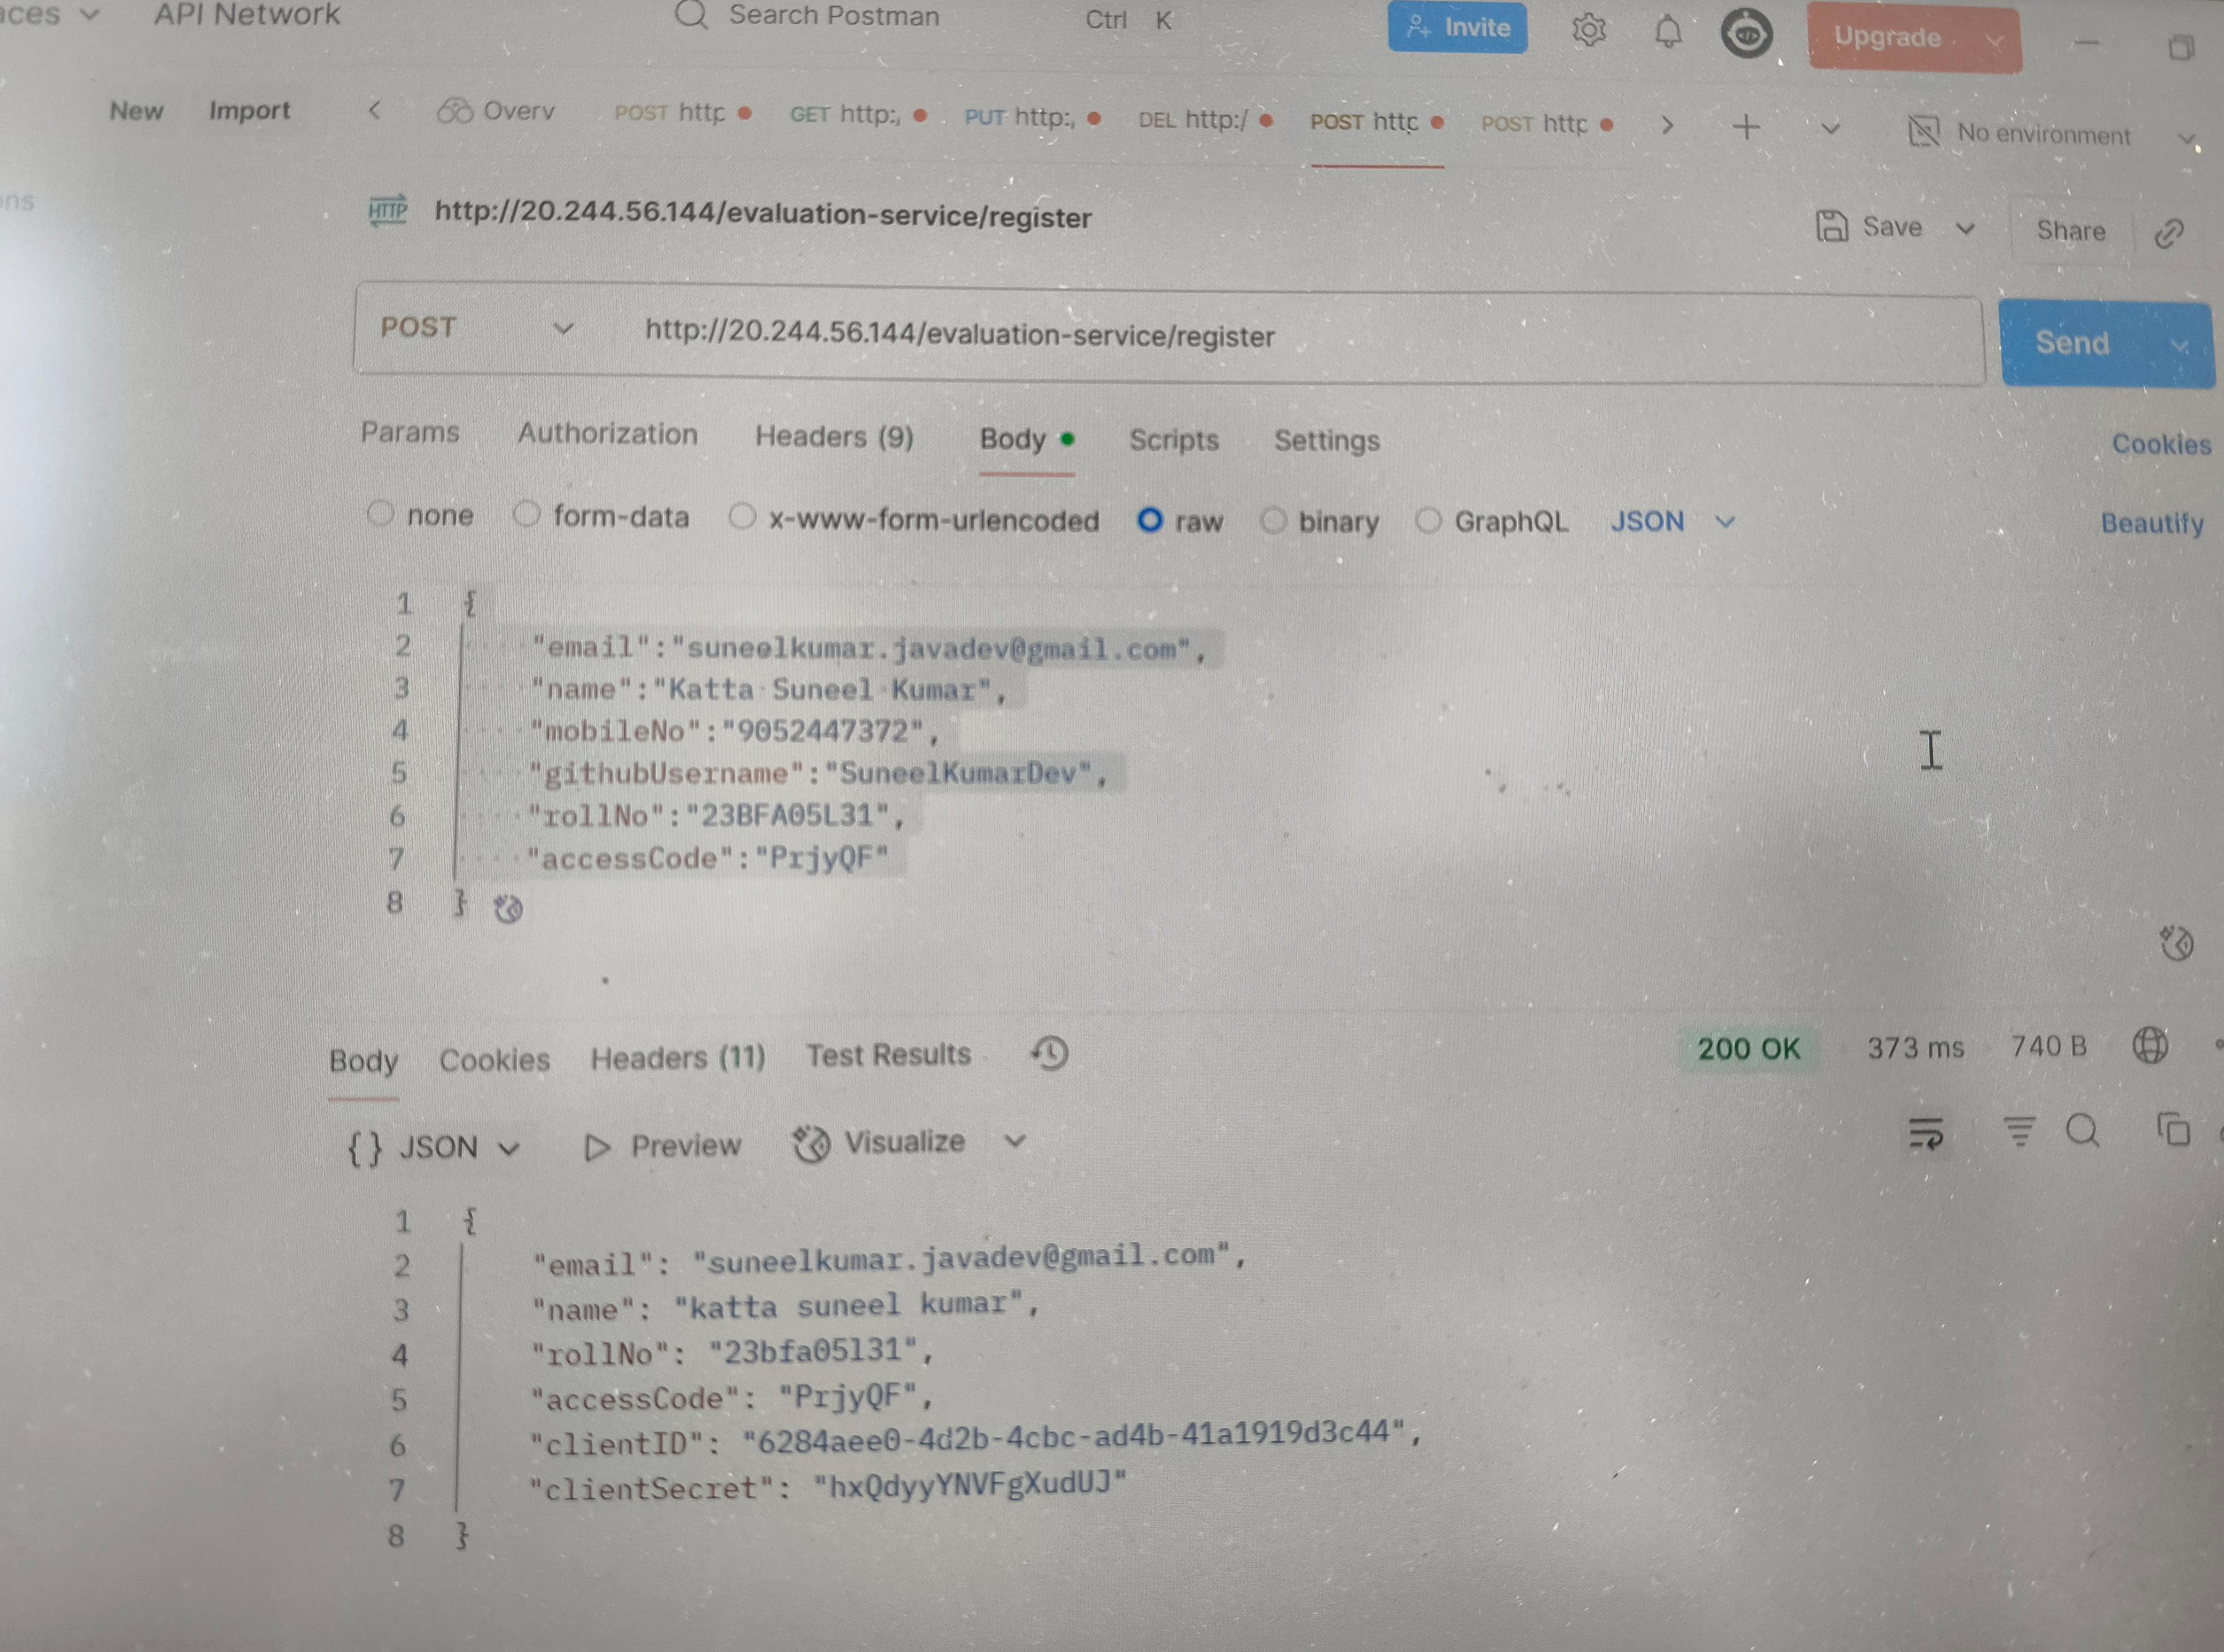 aces API Network Search Postman Ctrl K Invite Upgrade
New Import Overv POST http GET http:, PUT http:, DEL http:/ POST http POST http No environment
ons
HTTP http://20.244.56.144/evaluation-service/register Save Share
POST http://20.244.56.144/evaluation-service/register Send
Params Authorization Headers (9) Body Scripts Settings Cookies
none form-data x-www-form-urlencoded raw binary GraphQL JSON Beautify
1 {
2 "email":"suneelkumar.javadev@gmail.com",
3 "name":"Katta Suneel Kumar",
4 "mobileNo":"9052447372",
5 "githubUsername":"SuneelKumarDev",
6 "rollNo":"23BFA05L31",
7 "accessCode":"PrjyQF"
8 }
Body Cookies Headers (11) Test Results 200 OK 373 ms 740 B
{} JSON Preview Visualize
1 {
2 "email": "suneelkumar.javadev@gmail.com",
3 "name": "katta suneel kumar",
4 "rollNo": "23bfa05l31",
5 "accessCode": "PrjyQF",
6 "clientID": "6284aee0-4d2b-4cbc-ad4b-41a1919d3c44",
7 "clientSecret": "hxQdyyYNVFgXudUJ"
8 }